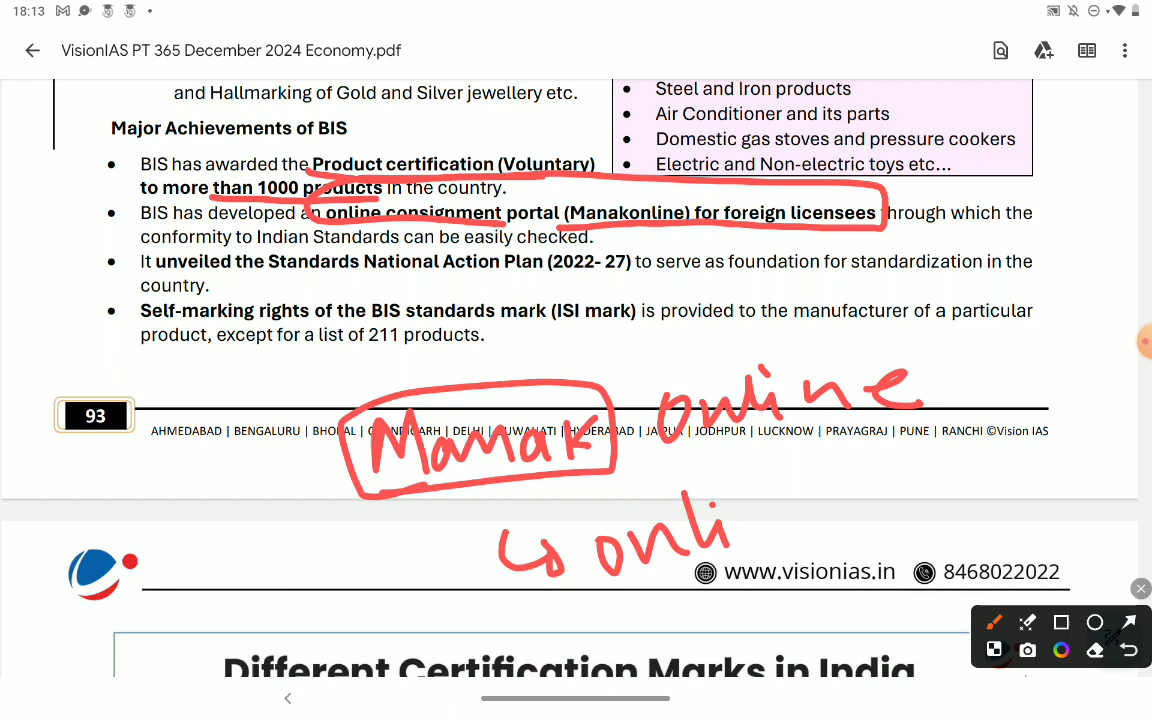 18:13
VisionIAS PT 365 December 2024 Economy.pdf
and Hallmarking of Gold and Silver jewellery etc.
Major Achievements of BIS
• BIS has awarded the Product certification (Voluntary)
to more than 1000 products in the country.
• Steel and Iron products
• Air Conditioner and its parts
• Domestic gas stoves and pressure cookers
• Electric and Non-electric toys etc...
• BIS has developed an online consignment portal (Manakonline) for foreign licensees through which the
conformity to Indian Standards can be easily checked.
• It unveiled the Standards National Action Plan (2022- 27) to serve as foundation for standardization in the
country.
• Self-marking rights of the BIS standards mark (ISI mark) is provided to the manufacturer of a particular
product, except for a list of 211 products.
Manak online
93
AHMEDABAD | BENGALURU | BHOPAL | CHANDIGARH | DELHI | GUWAHATI | HYDERABAD | JAIPUR | JODHPUR | LUCKNOW | PRAYAGRAJ | PUNE | RANCHI ©Vision IAS
onli
www.visionias.in 8468022022
Different Certification Marks in India